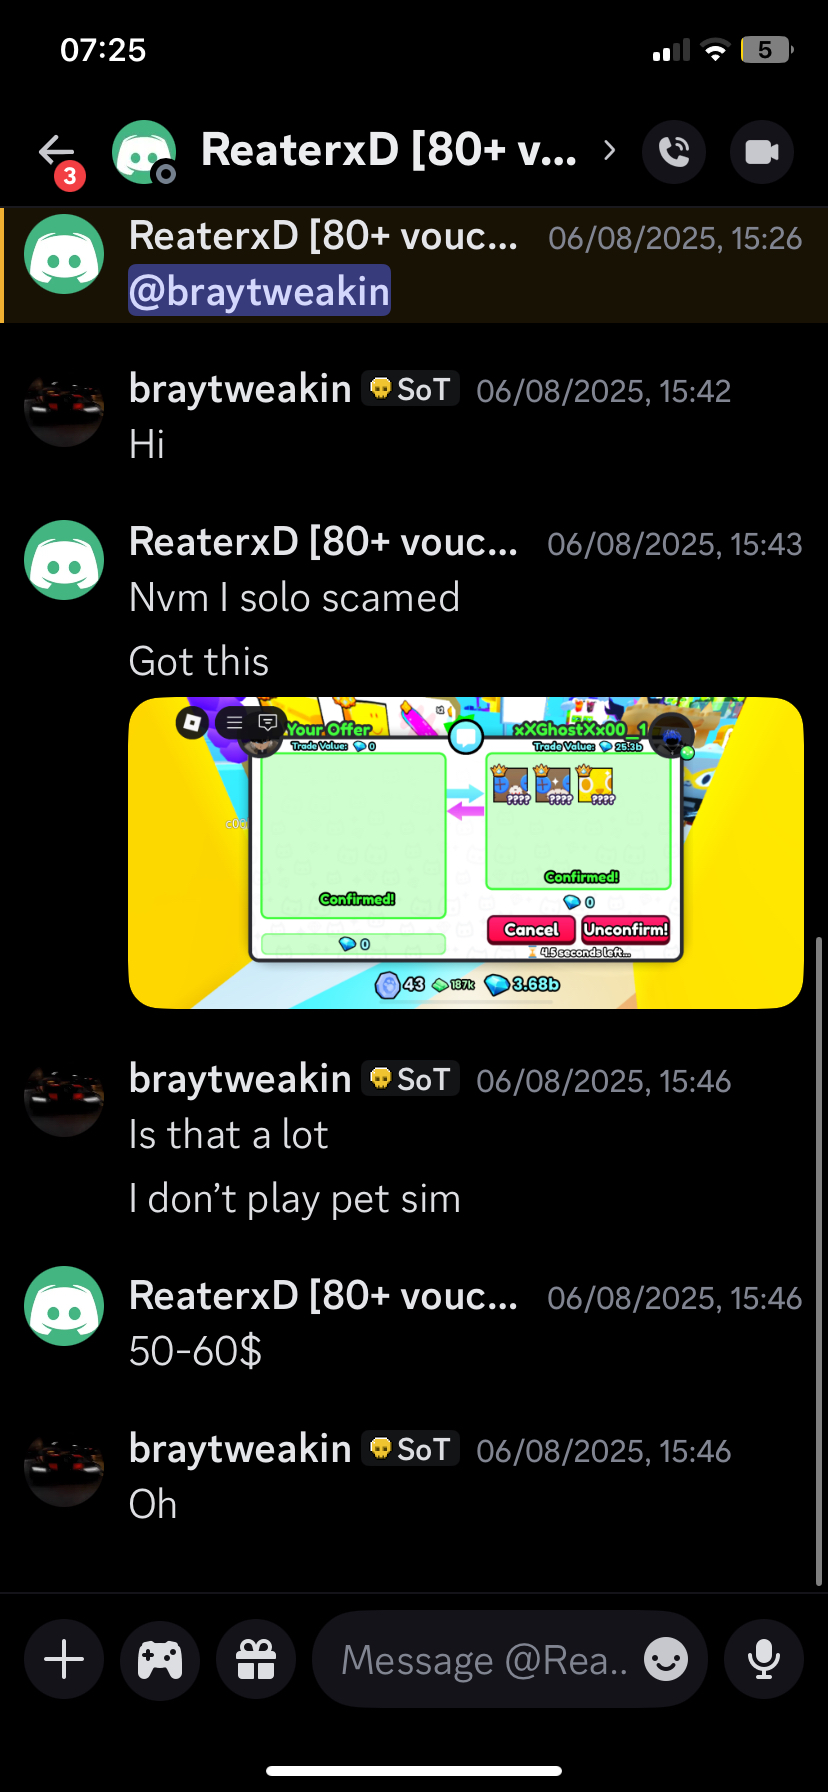 07:25
5
3
ReaterxD [80+ v...
ReaterxD [80+ vouc... 06/08/2025, 15:26
@braytweakin
braytweakin SoT 06/08/2025, 15:42
Hi
ReaterxD [80+ vouc... 06/08/2025, 15:43
Nvm I solo scamed
Got this
Your Offer
Trade Value: 0
xXGhostXx00_1
Trade Value: 25.3b
???? ???? ????
Confirmed!
Confirmed!
0
0
Cancel Unconfirm!
4.5 seconds left...
43 187k 3.68b
braytweakin SoT 06/08/2025, 15:46
Is that a lot
I don’t play pet sim
ReaterxD [80+ vouc... 06/08/2025, 15:46
50-60$
braytweakin SoT 06/08/2025, 15:46
Oh
Message @Rea..